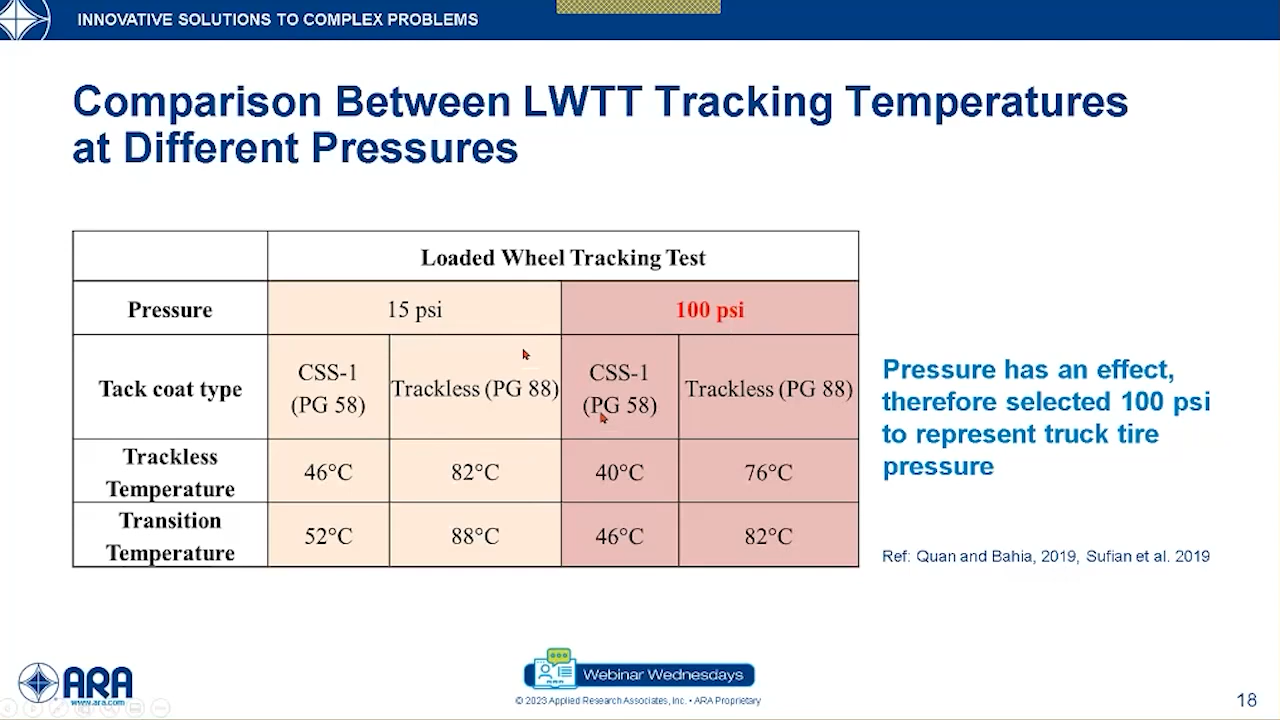 INNOVATIVE SOLUTIONS TO COMPLEX PROBLEMS
Comparison Between LWTT Tracking Temperatures
at Different Pressures
Loaded Wheel Tracking Test
Pressure
15 psi
100 psi
Tack coat type
CSS-1
(PG 58)
Trackless (PG 88)
CSS-1
(PG 58)
Trackless (PG 88)
Trackless
Temperature
46°C
82°C
40°C
76°C
Transition
Temperature
52°C
88°C
46°C
82°C
Pressure has an effect,
therefore selected 100 psi
to represent truck tire
pressure
Ref: Quan and Bahia, 2019, Sufian et al. 2019
ARA
www.ara.com
Webinar Wednesdays
© 2023 Applied Research Associates, Inc. • ARA Proprietary
18